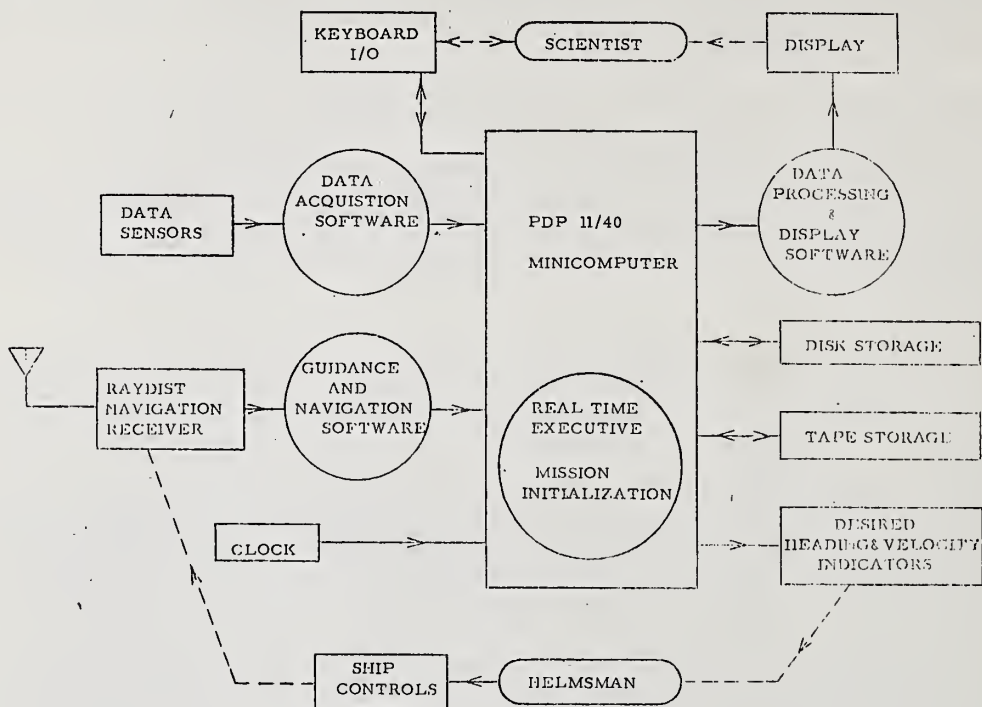 KEYBOARD
I/O
SCIENTIST
DISPLAY
DATA
ACQUISTION
SOFTWARE
DATA
SENSORS
PDP 11/40
MINICOMPUTER
DATA
PROCESSING
&
DISPLAY
SOFTWARE
DISK STORAGE
RAYDIST
NAVIGATION
RECEIVER
GUIDANCE
AND
NAVIGATION
SOFTWARE
REAL TIME
EXECUTIVE
MISSION
INITIALIZATION
TAPE STORAGE
CLOCK
DESIRED
HEADING&VELOCITY
INDICATORS
SHIP
CONTROLS
HELMSMAN